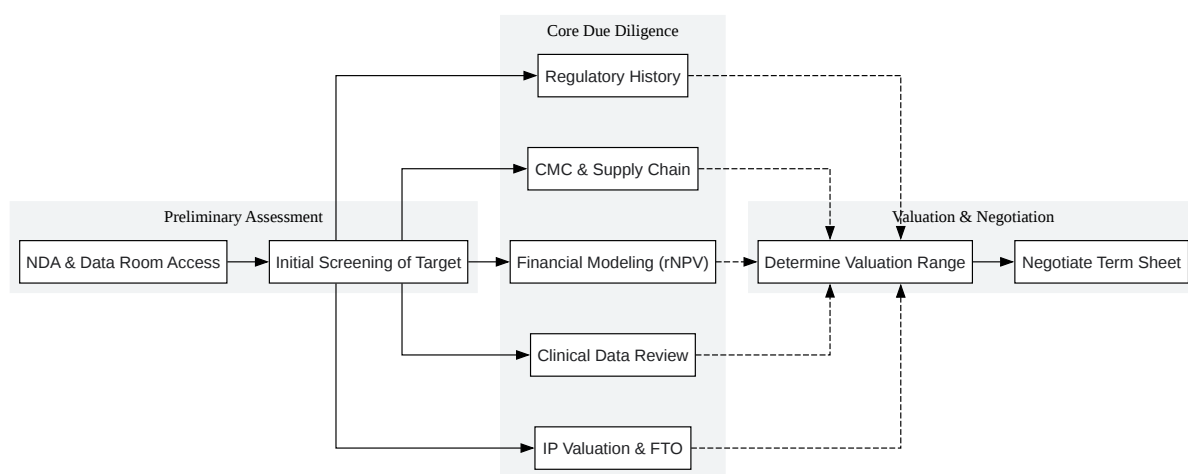 Core Due Diligence
Regulatory History
CMC & Supply Chain
Preliminary Assessment
Valuation & Negotiation
NDA & Data Room Access
Initial Screening of Target
Financial Modeling (rNPV)
Determine Valuation Range
Negotiate Term Sheet
Clinical Data Review
IP Valuation & FTO